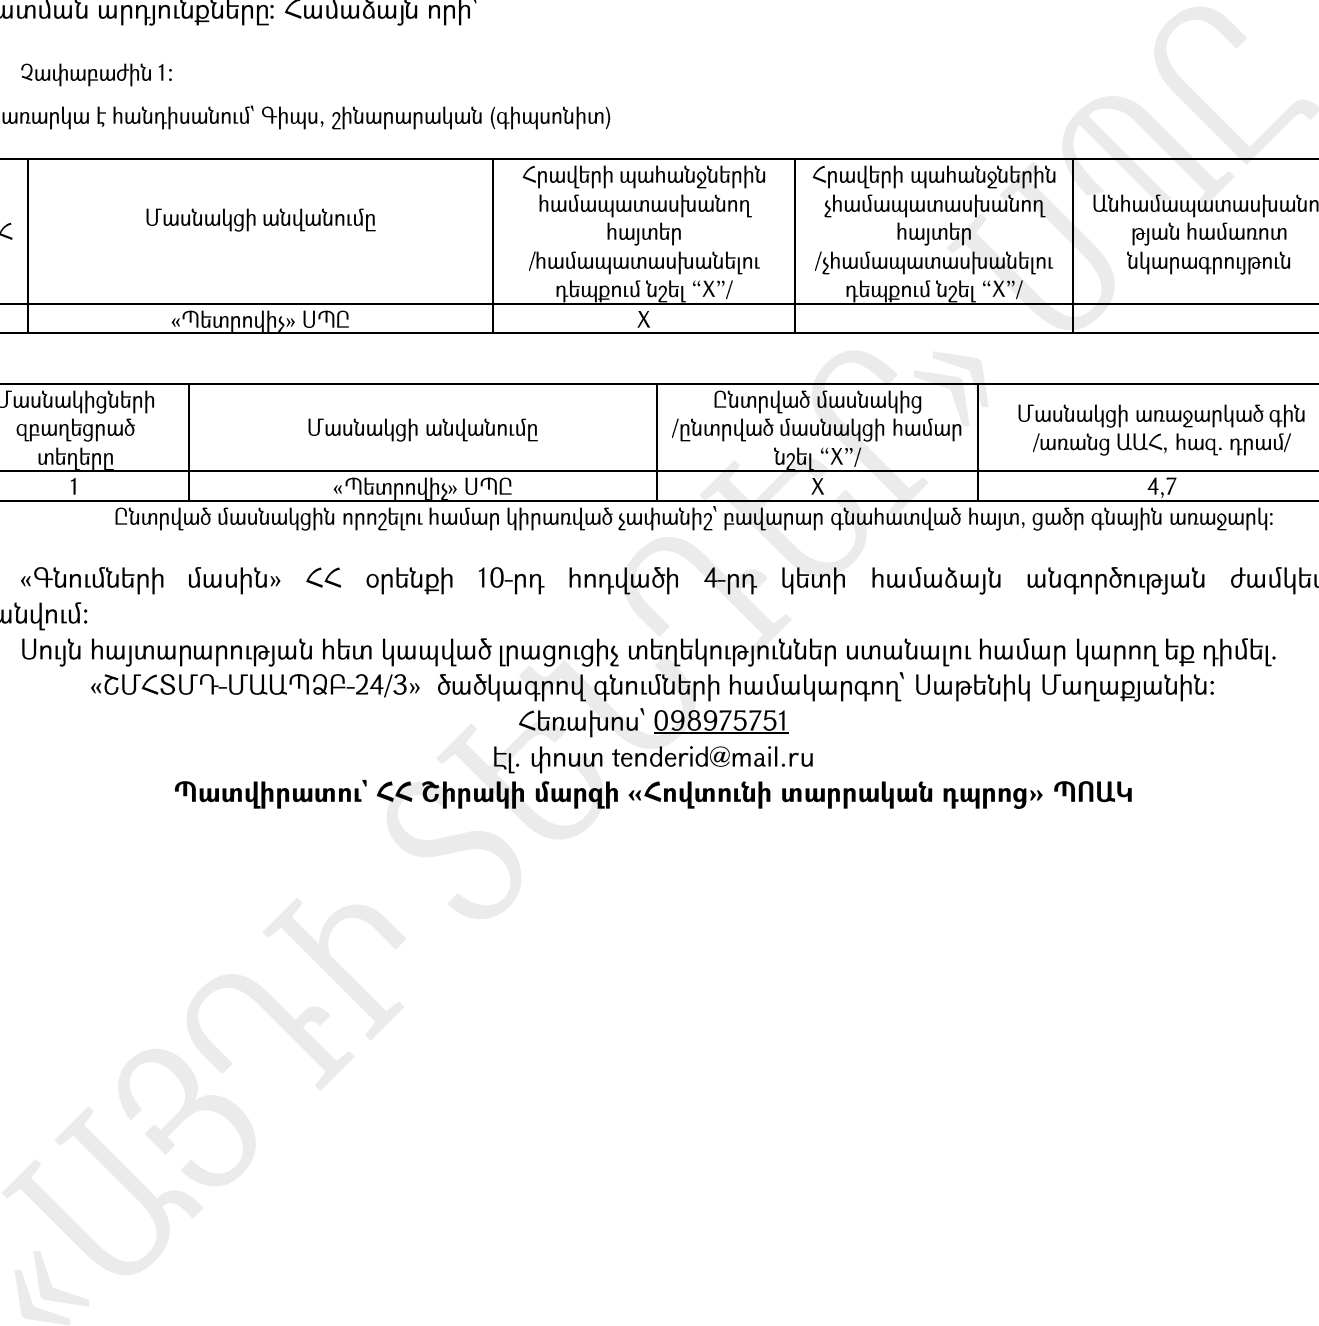 ատման արդյունքները: Համաձայն որի՝
Չափաբաժին 1:
առարկա է հանդիսանում՝ Գիպս, շինարարական (գիպսոնիտ)
Հ
Մասնակցի անվանումը
Հրավերի պահանջներին
համապատասխանող
հայտեր
/համապատասխանելու
դեպքում նշել “X”/
Հրավերի պահանջներին
չհամապատասխանող
հայտեր
/չհամապատասխանելու
դեպքում նշել “X”/
Անհամապատասխանո
թյան համառոտ
նկարագրույթուն
«Պետրովիչ» ՍՊԸ X
Մասնակիցների
զբաղեցրած
տեղերը
Մասնակցի անվանումը
Ընտրված մասնակից
/ընտրված մասնակցի համար
նշել “X”/
Մասնակցի առաջարկած գին
/առանց ԱԱՀ, հազ. դրամ/
1 «Պետրովիչ» ՍՊԸ X 4,7
Ընտրված մասնակցին որոշելու համար կիրառված չափանիշ՝ բավարար գնահատված հայտ, ցածր գնային առաջարկ:
«Գնումների մասին» ՀՀ օրենքի 10-րդ հոդվածի 4-րդ կետի համաձայն անգործության ժամկետ
անվում:
Սույն հայտարարության հետ կապված լրացուցիչ տեղեկություններ ստանալու համար կարող եք դիմել.
«ՇՄՀՏՄԴ-ՄԱԱՊՁԲ-24/3» ծածկագրով գնումների համակարգող՝ Սաթենիկ Մաղաքյանին:
Հեռախոս՝ 098975751
Էլ. փոստ tenderid@mail.ru
Պատվիրատու՝ ՀՀ Շիրակի մարզի «Հովտունի տարրական դպրոց» ՊՈԱԿ
«ԱՅԴԻ ՏԵՆԴԵՐ» ՍՊԸ